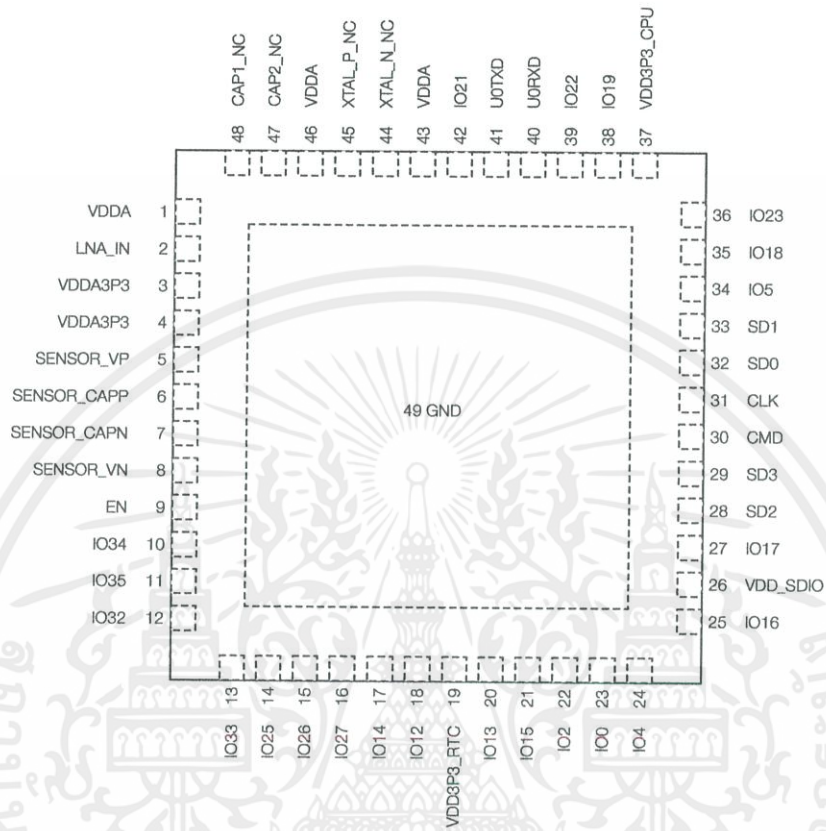 48 CAP1_NC
47 CAP2_NC
46 VDDA
45 XTAL_P_NC
44 XTAL_N_NC
43 VDDA
42 IO21
41 U0TXD
40 U0RXD
39 IO22
38 IO19
37 VDD3P3_CPU
VDDA 1
LNA_IN 2
VDDA3P3 3
VDDA3P3 4
SENSOR_VP 5
SENSOR_CAPP 6
SENSOR_CAPN 7
SENSOR_VN 8
EN 9
IO34 10
IO35 11
IO32 12
49 GND
36 IO23
35 IO18
34 IO5
33 SD1
32 SD0
31 CLK
30 CMD
29 SD3
28 SD2
27 IO17
26 VDD_SDIO
25 IO16
IO33 13
IO25 14
IO26 15
IO27 16
IO14 17
IO12 18
VDD3P3_RTC 19
IO13 20
IO15 21
IO2 22
IO0 23
IO4 24